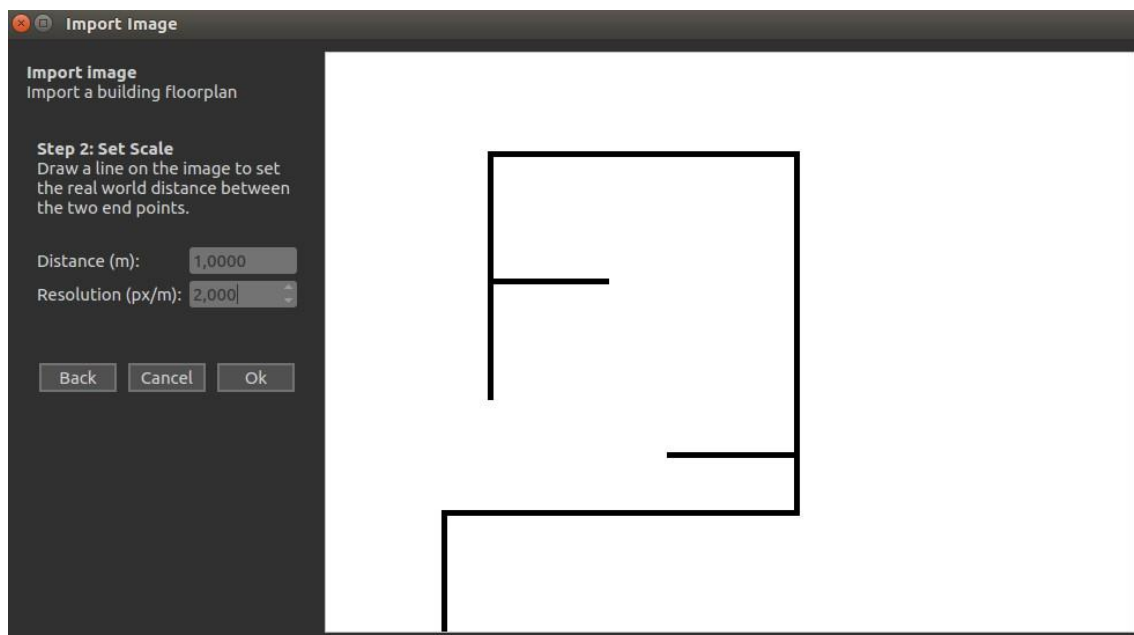 Import Image
Import image
Import a building floorplan
Step 2: Set Scale
Draw a line on the image to set
the real world distance between
the two end points.
Distance (m): 1,0000
Resolution (px/m): 2,000
Back Cancel Ok